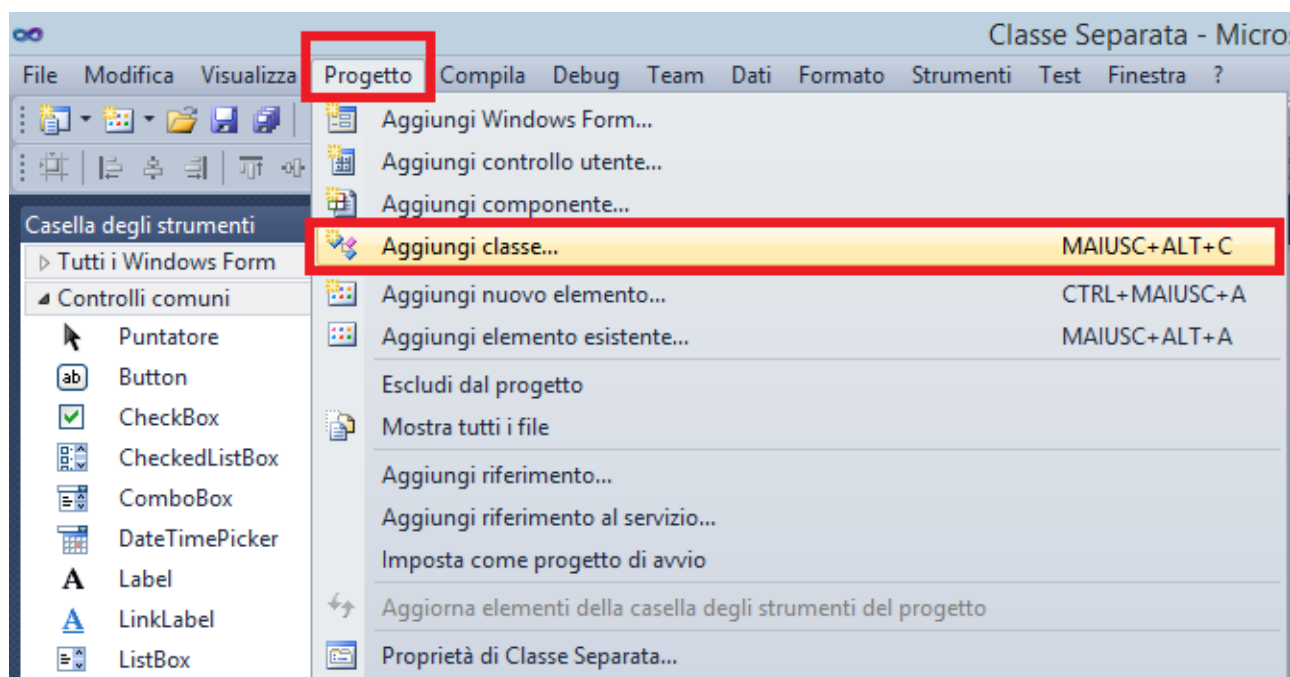 Classe Separata - Micros
File Modifica Visualizza Progetto Compila Debug Team Dati Formato Strumenti Test Finestra ?
Aggiungi Windows Form...
Aggiungi controllo utente...
Aggiungi componente...
Aggiungi classe... MAIUSC+ALT+C
Aggiungi nuovo elemento... CTRL+MAIUSC+A
Aggiungi elemento esistente... MAIUSC+ALT+A
Escludi dal progetto
Mostra tutti i file
Aggiungi riferimento...
Aggiungi riferimento al servizio...
Imposta come progetto di avvio
Aggiorna elementi della casella degli strumenti del progetto
Proprietà di Classe Separata...
Casella degli strumenti
Tutti i Windows Form
Controlli comuni
Puntatore
ab Button
CheckBox
CheckedListBox
ComboBox
DateTimePicker
A Label
A LinkLabel
ListBox